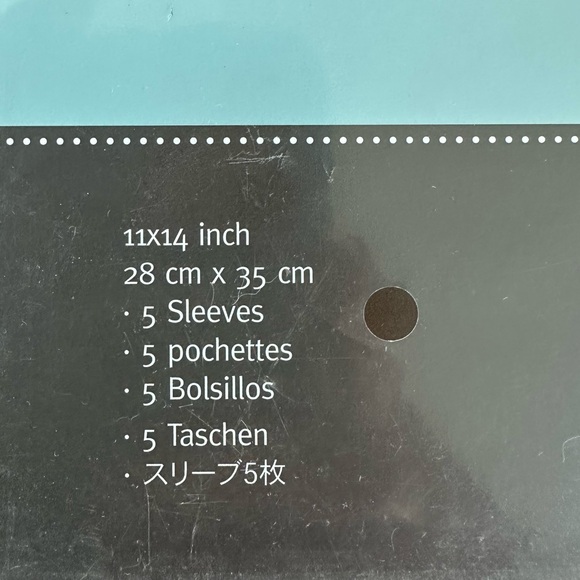 11x14 inch
28 cm x 35 cm
· 5 Sleeves
· 5 pochettes
· 5 Bolsillos
· 5 Taschen
· スリーブ5枚